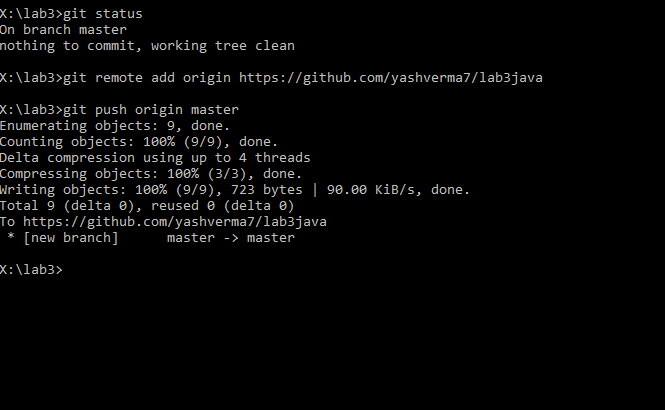 X:\lab3>git status
On branch master
nothing to commit, working tree clean
X:\lab3>git remote add origin https://github.com/yashverma7/lab3java
X:\lab3>git push origin master
Enumerating objects: 9, done.
Counting objects: 100% (9/9), done.
Delta compression using up to 4 threads
Compressing objects: 100% (3/3), done.
Writing objects: 100% (9/9), 723 bytes | 90.00 KiB/s, done.
Total 9 (delta 0), reused 0 (delta 0)
To https://github.com/yashverma7/lab3java
 * [new branch]      master -> master
X:\lab3>